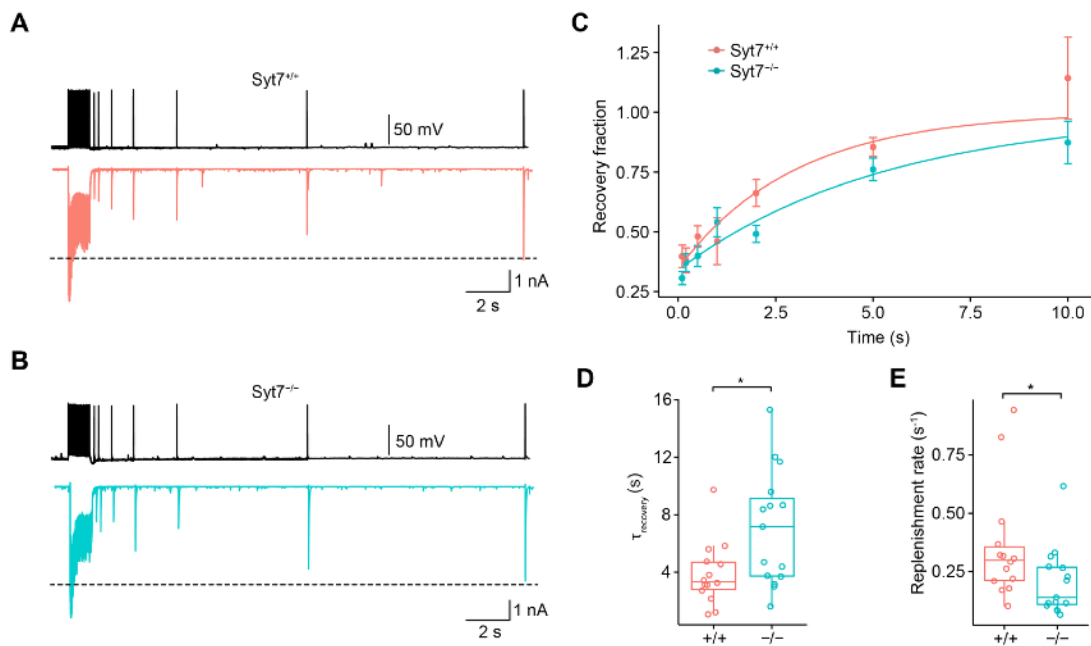 A
Syt7+/+
50 mV
1 nA
2 s
B
Syt7−/−
50 mV
1 nA
2 s
C
Syt7+/+
Syt7−/−
1.25
1.00
0.75
0.50
0.25
Recovery fraction
0.0 2.5 5.0 7.5 10.0
Time (s)
D
*
16
12
8
4
τrecovery (s)
+/+ −/−
E
*
0.75
0.50
0.25
Replenishment rate (s⁻¹)
+/+ −/−